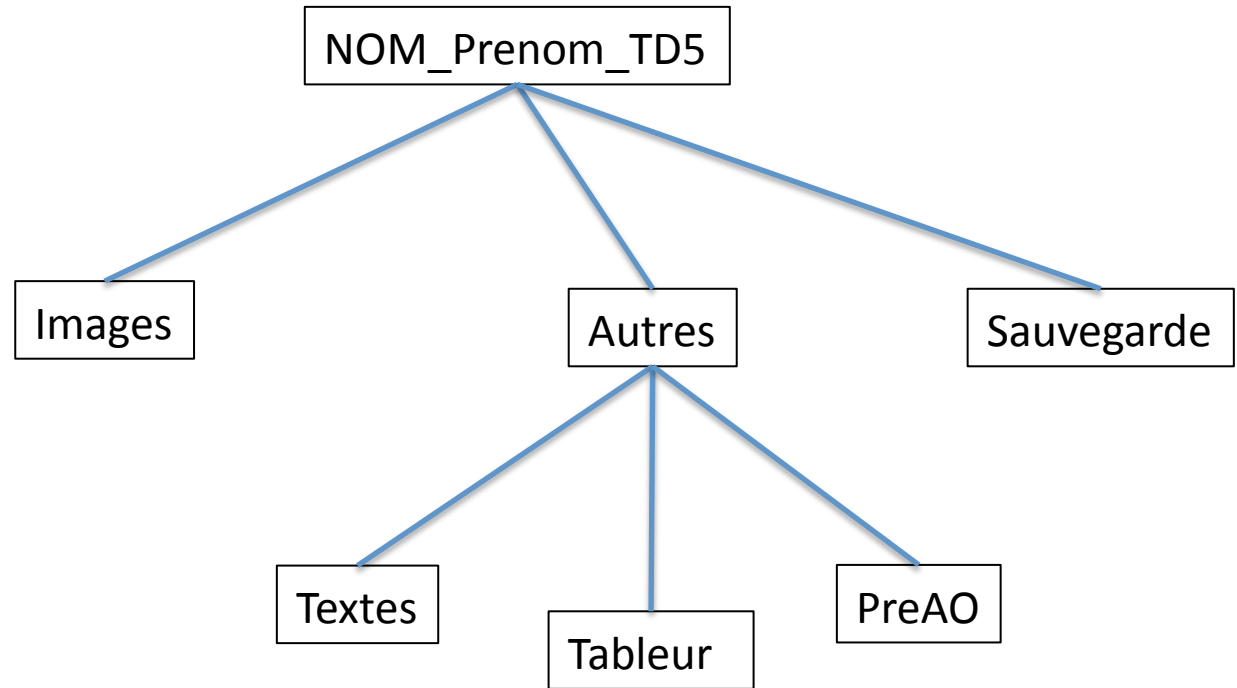 NOM_Prenom_TD5
Images
Autres
Sauvegarde
Textes
Tableur
PreAO